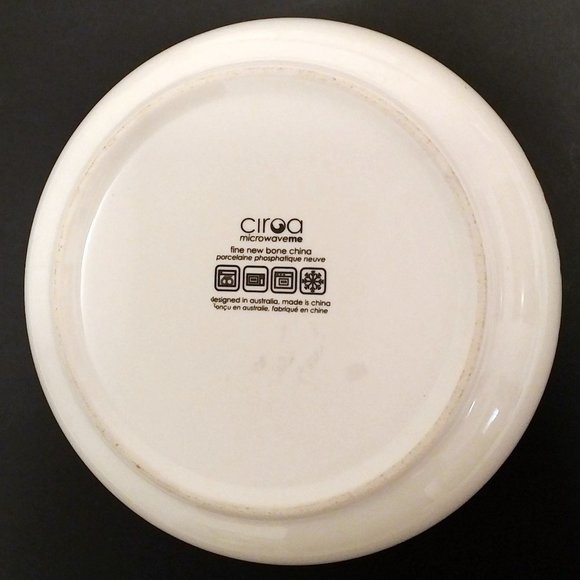 ciroa
microwaveme
fine new bone china
porcelaine phosphatique neuve
designed in australia, made is china
conçu en australie, fabriqué en chine